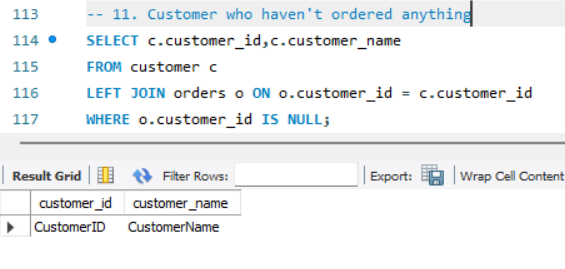 113 -- 11. Customer who haven't ordered anything
114 SELECT c.customer_id,c.customer_name
115 FROM customer c
116 LEFT JOIN orders o ON o.customer_id = c.customer_id
117 WHERE o.customer_id IS NULL;
Result Grid Filter Rows: Export: Wrap Cell Content
customer_id customer_name
CustomerID CustomerName